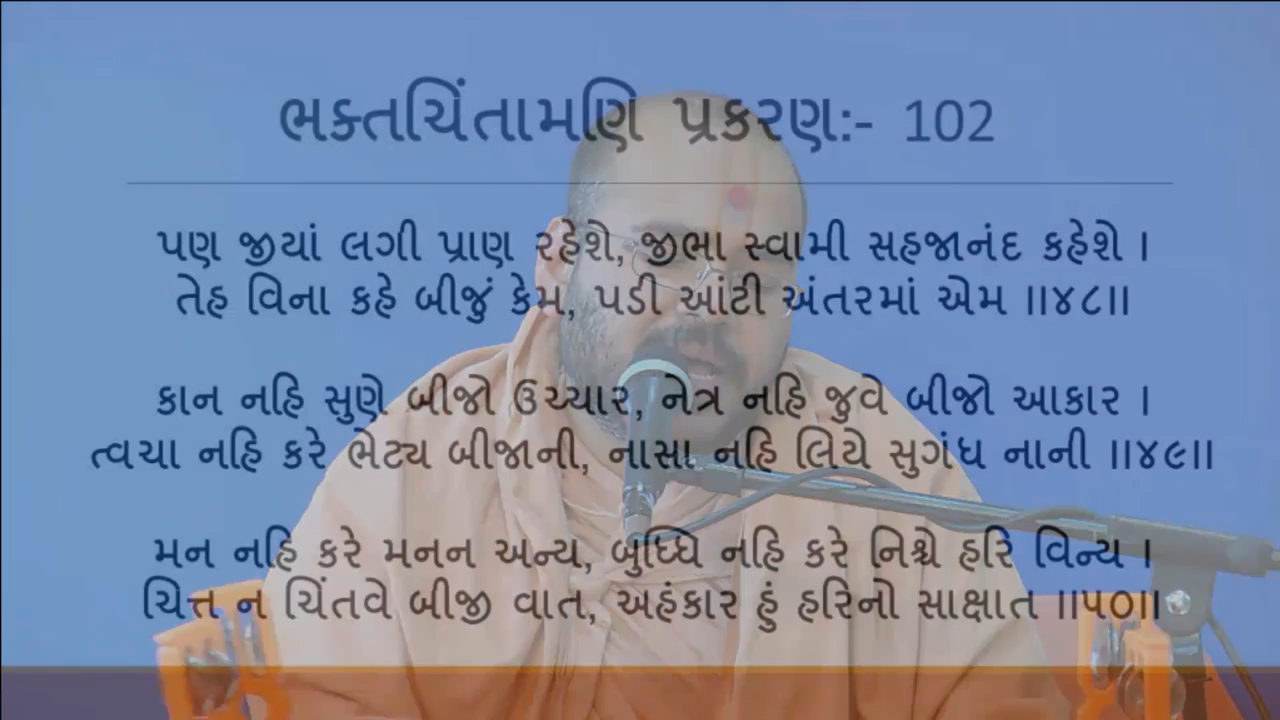 ભક્તચિંતામણિ પ્રકરણ:- 102
પણ જીયાં લગી પ્રાણ રહેશે, જીભા સ્વામી સહજાનંદ કહેશે ।
તેહ વિના કહે બીજું કેમ, પડી આંટી અંતરમાં એમ ॥૪૮॥
કાન નહિ સુણે બીજો ઉચ્ચાર, નેત્ર નહિ જુવે બીજો આકાર ।
ત્વચા નહિ કરે ભેટ્ય બીજાની, નાસા નહિ લિયે સુગંધ નાની ॥૪૯॥
મન નહિ કરે મનન અન્ય, બુધ્ધિ નહિ કરે નિશ્ચે હરિ વિન્ય ।
ચિત્ત ન ચિંતવે બીજી વાત, અહંકાર હું હરિનો સાક્ષાત ॥૫૦॥